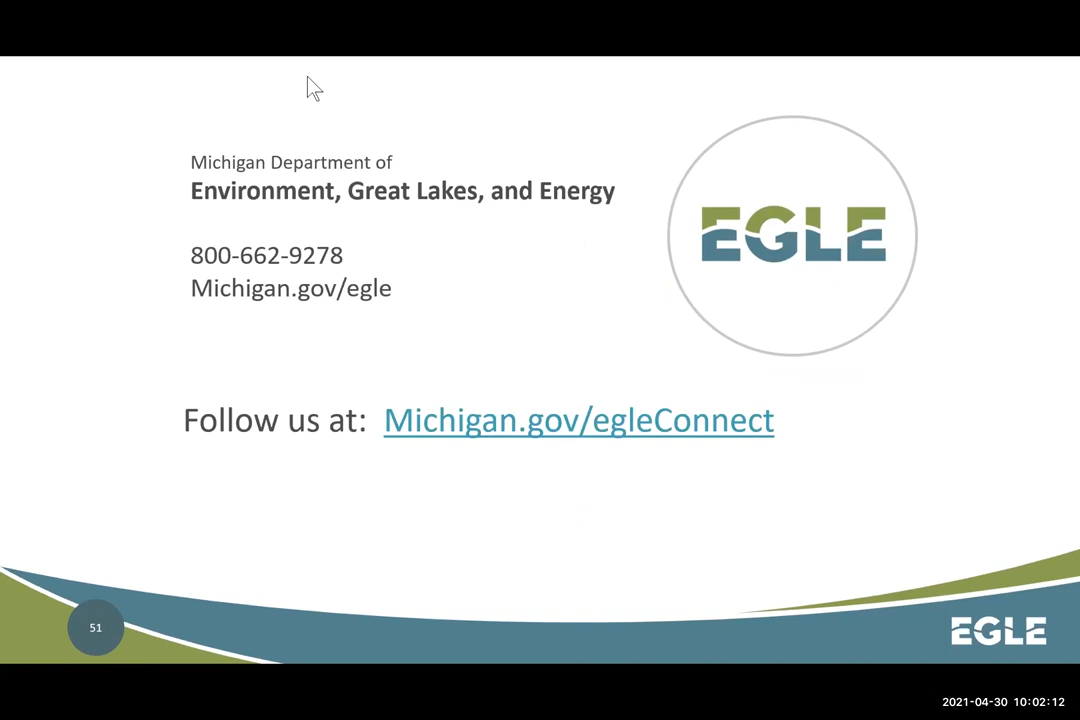 Michigan Department of
Environment, Great Lakes, and Energy
EGLE
800-662-9278
Michigan.gov/egle
Follow us at: Michigan.gov/egleConnect
51
EGLE
2021-04-30 10:02:12